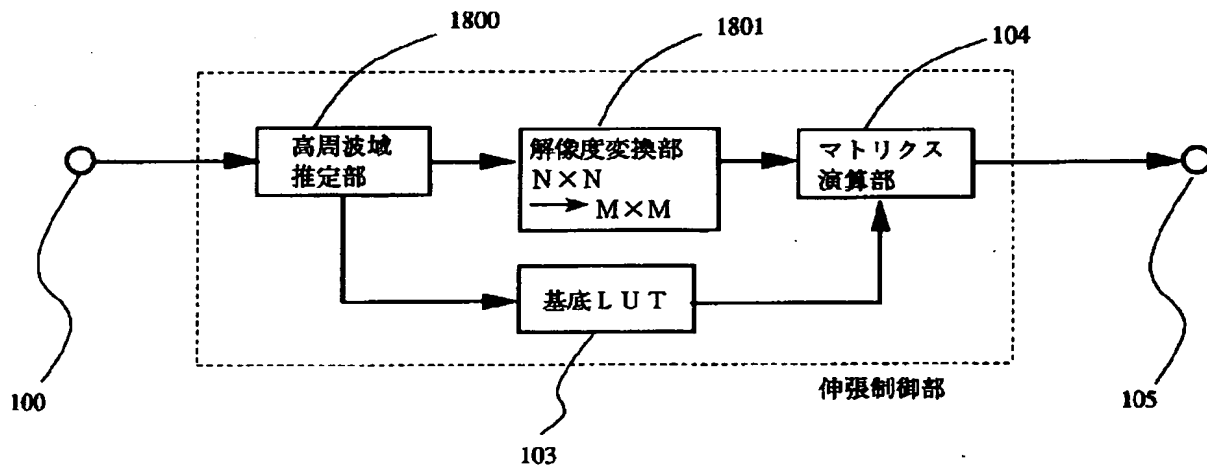 1800
1801
104
高周波域
推定部
解像度変換部
N×N
→ M×M
マトリクス
演算部
基底LUT
伸張制御部
100
103
105